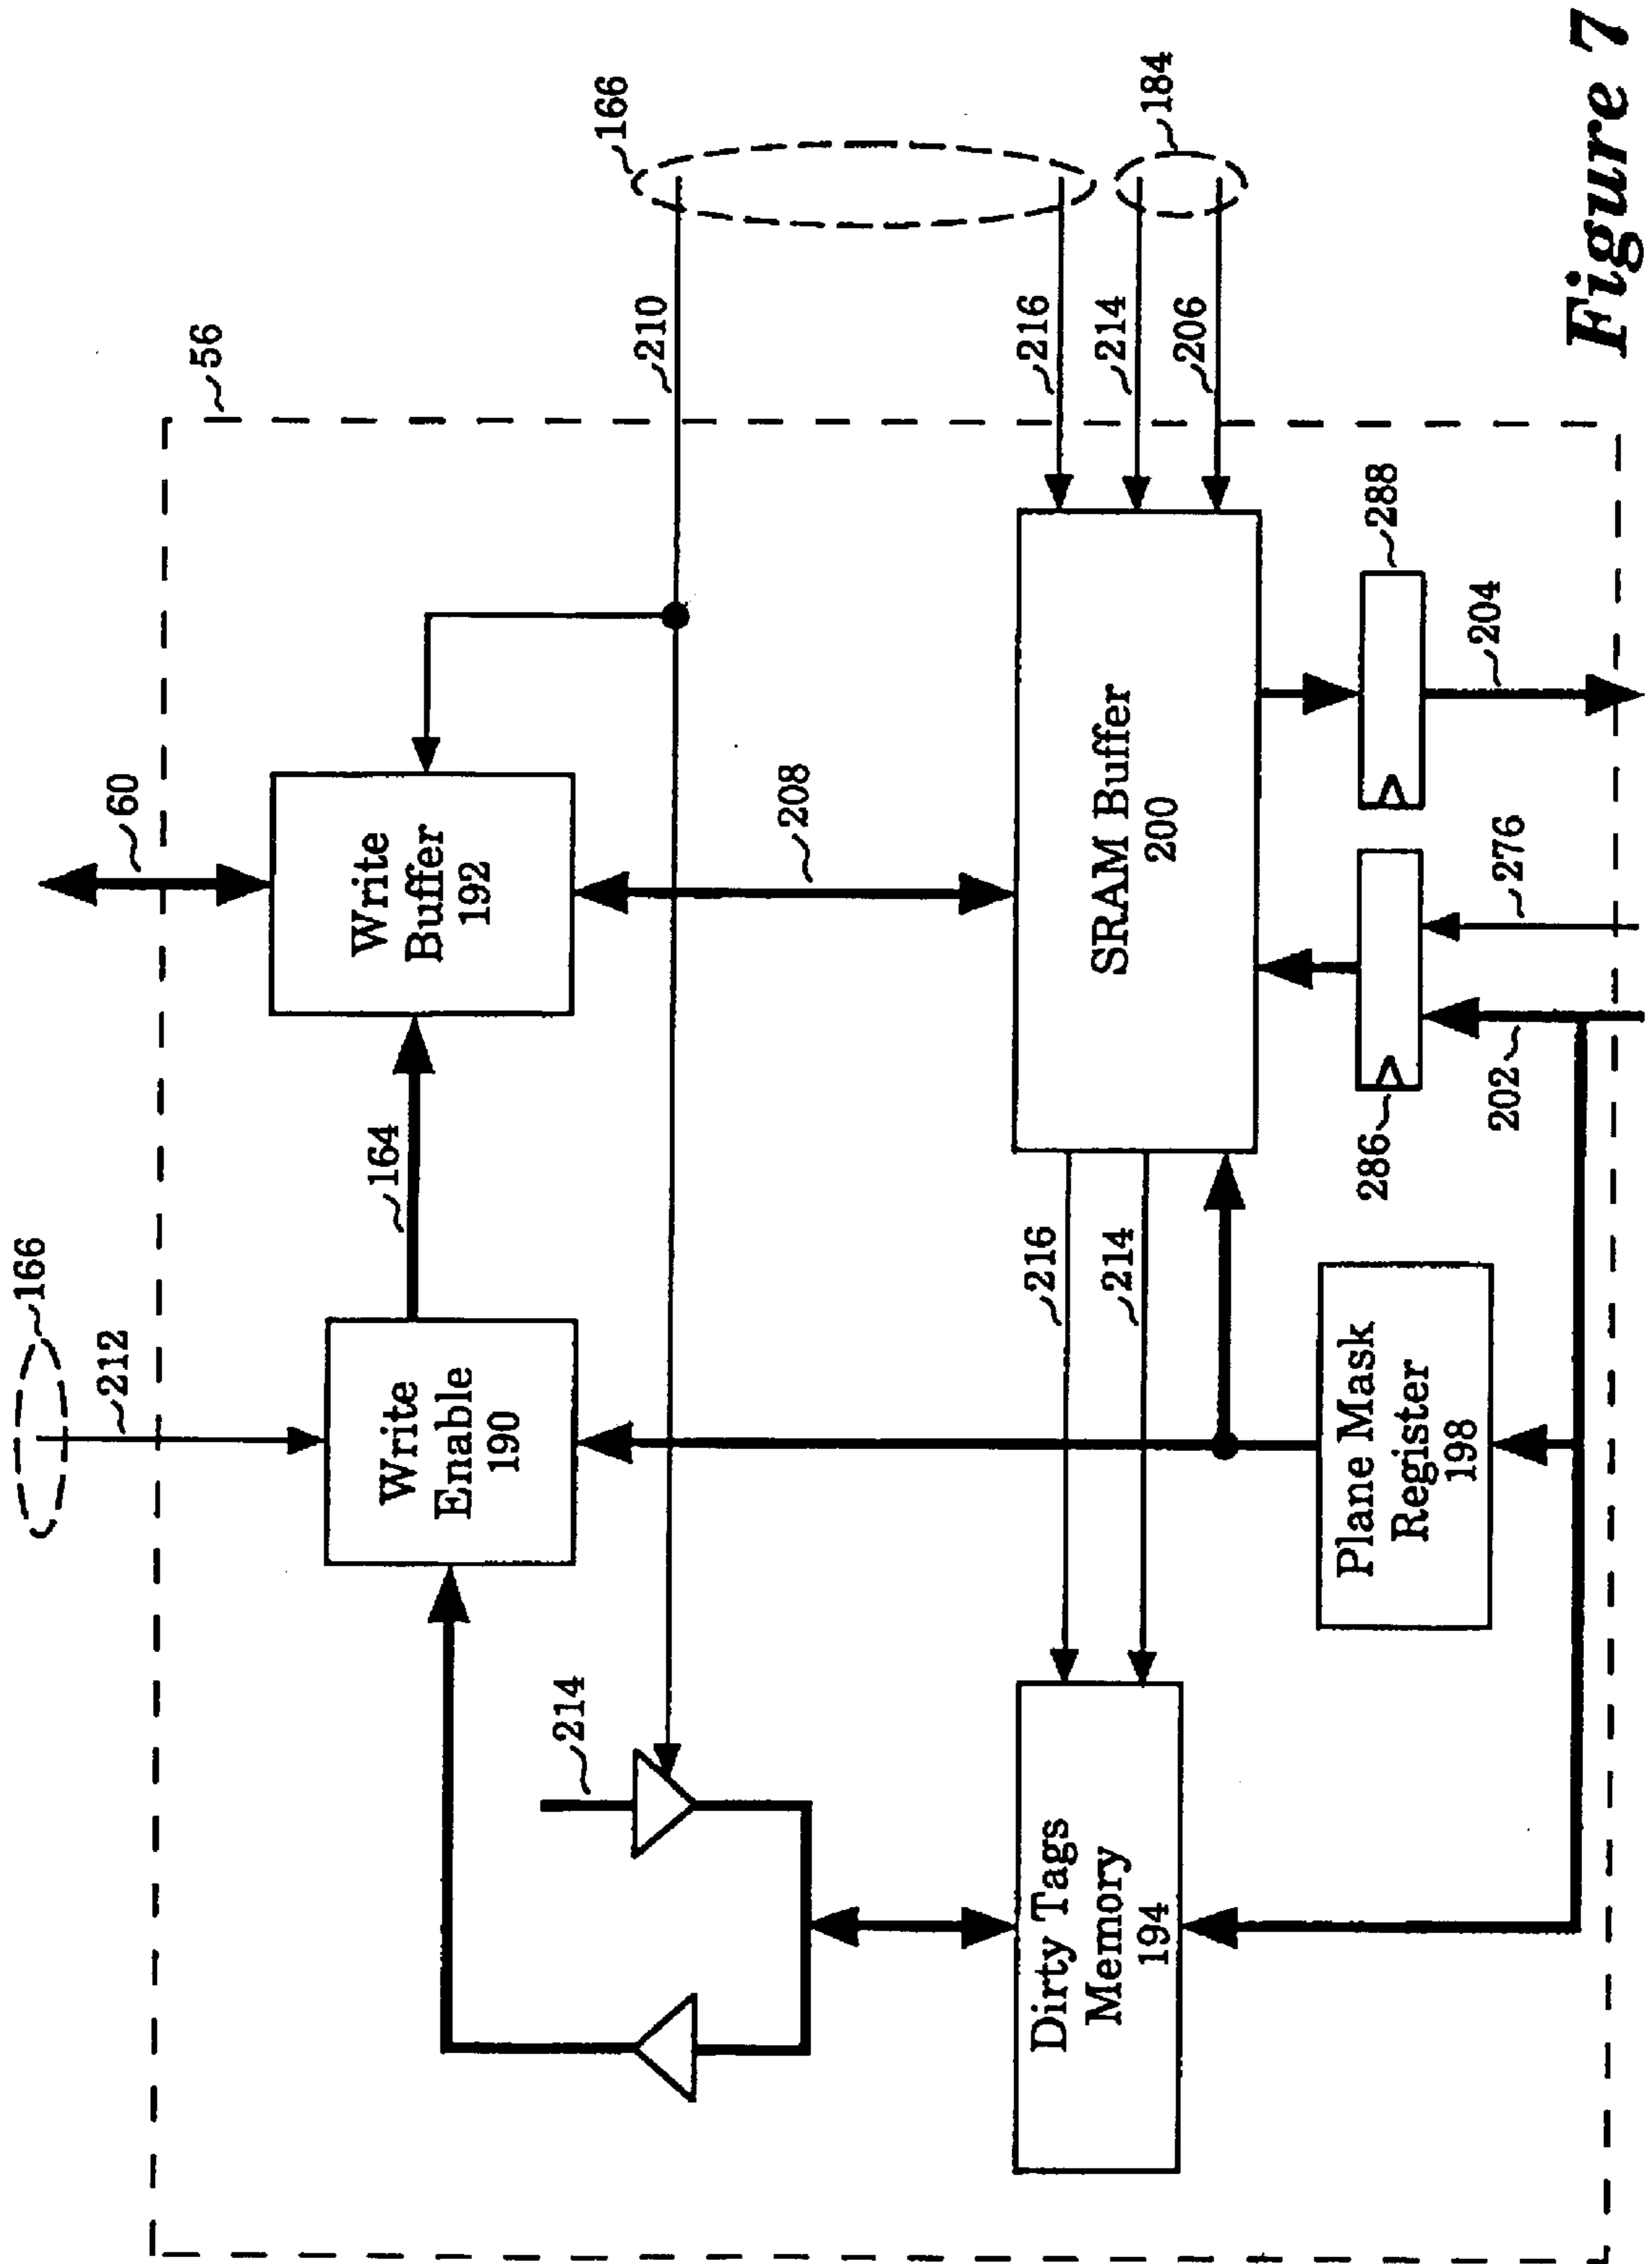 166
212
60
56
Write
Enable
190
164
Write
Buffer
192
210
166
214
208
216
214
216
214
206
184
Dirty Tags
Memory
194
Plane Mask
Register
198
SRAM Buffer
200
286
202
276
288
204
Figure 7